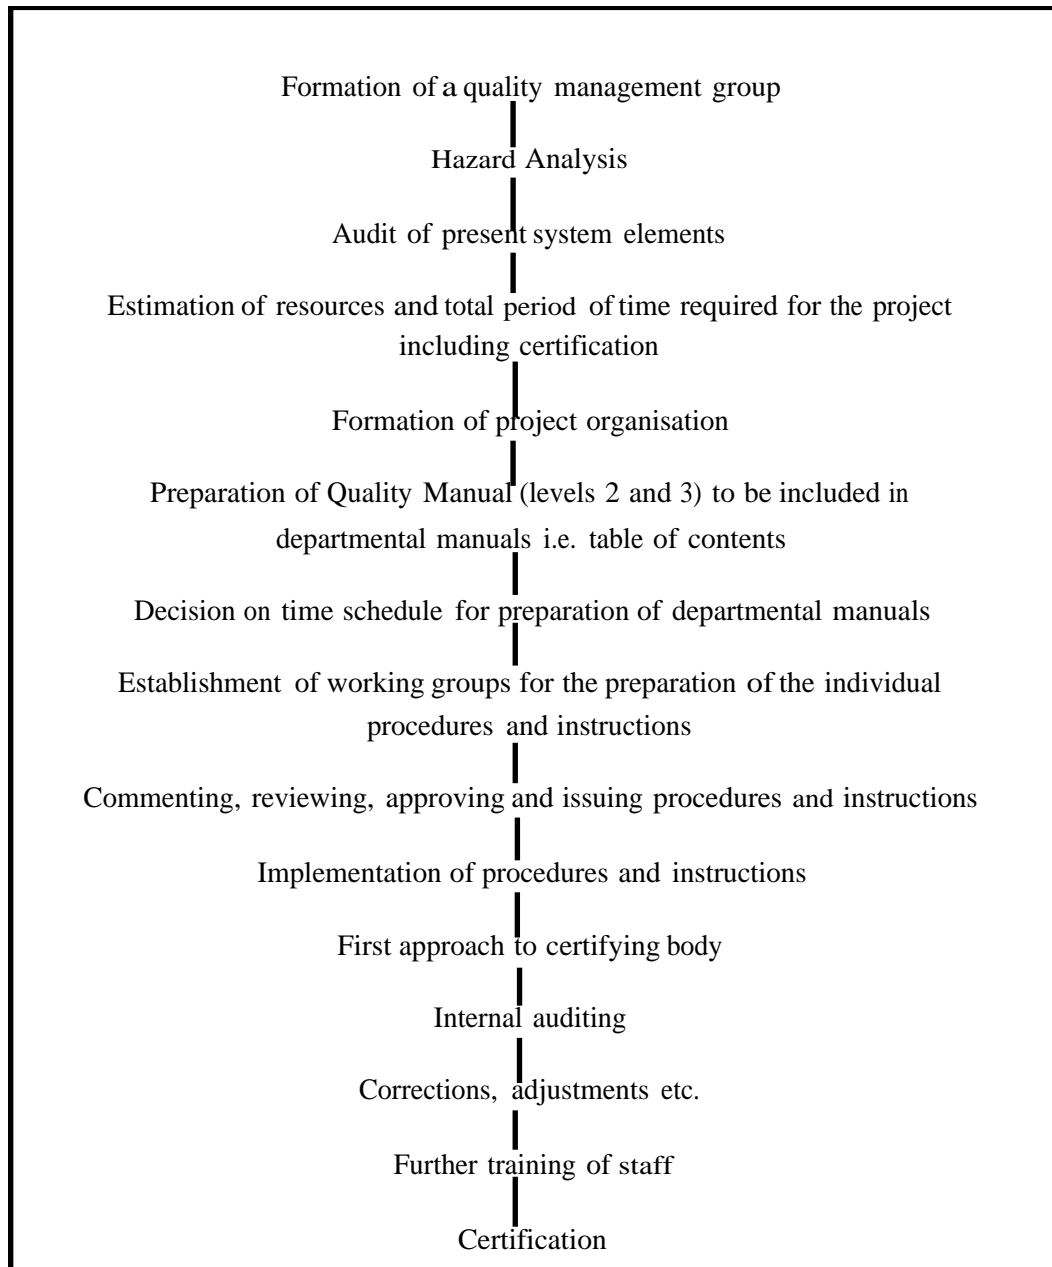 Formation of a quality management group
Hazard Analysis
Audit of present system elements
Estimation of resources and total period of time required for the project
including certification
Formation of project organisation
Preparation of Quality Manual (levels 2 and 3) to be included in
departmental manuals i.e. table of contents
Decision on time schedule for preparation of departmental manuals
Establishment of working groups for the preparation of the individual
procedures and instructions
Commenting, reviewing, approving and issuing procedures and instructions
Implementation of procedures and instructions
First approach to certifying body
Internal auditing
Corrections, adjustments etc.
Further training of staff
Certification